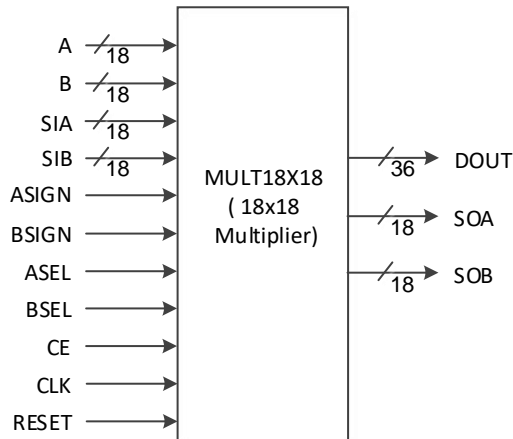 A
18
B
18
SIA
18
SIB
18
ASIGN
BSIGN
ASEL
BSEL
CE
CLK
RESET
MULT18X18
( 18x18
Multiplier)
36
DOUT
18
SOA
18
SOB